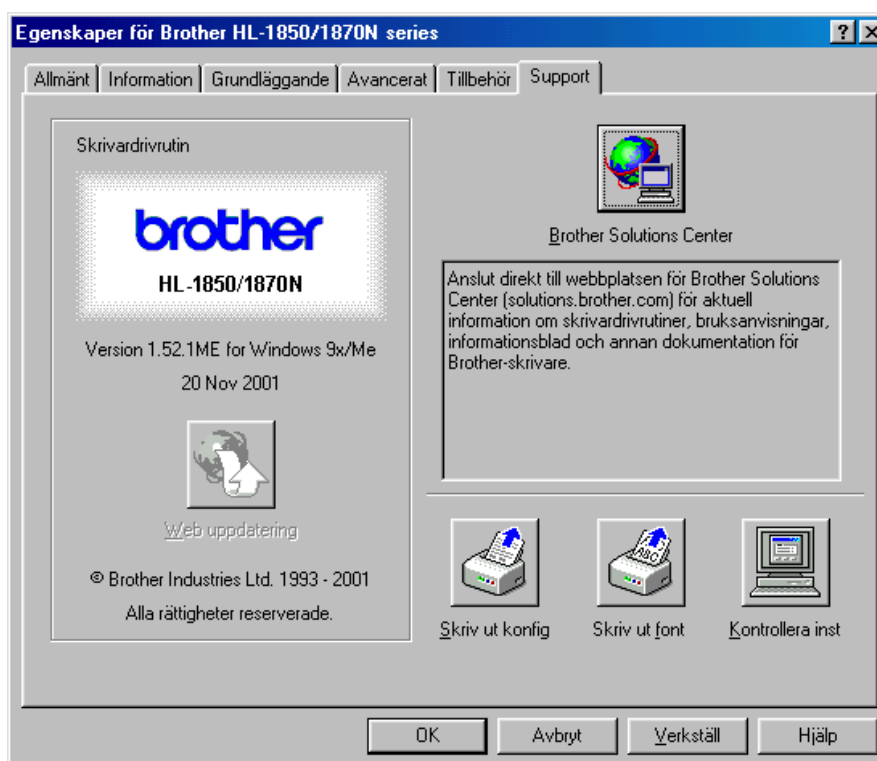 Egenskaper för Brother HL-1850/1870N series
Allmänt Information Grundläggande Avancerat Tillbehör Support
Skrivardrivrutin
brother
HL-1850/1870N
Version 1.52.1ME for Windows 9x/Me
20 Nov 2001
Web uppdatering
© Brother Industries Ltd. 1993 - 2001
Alla rättigheter reserverade.
Brother Solutions Center
Anslut direkt till webbplatsen för Brother Solutions
Center (solutions.brother.com) för aktuell
information om skrivardrivrutiner, bruksanvisningar,
informationsblad och annan dokumentation för
Brother-skrivare.
ABC
Skriv ut konfig Skriv ut font Kontrollera inst
OK Avbryt Verkställ Hjälp